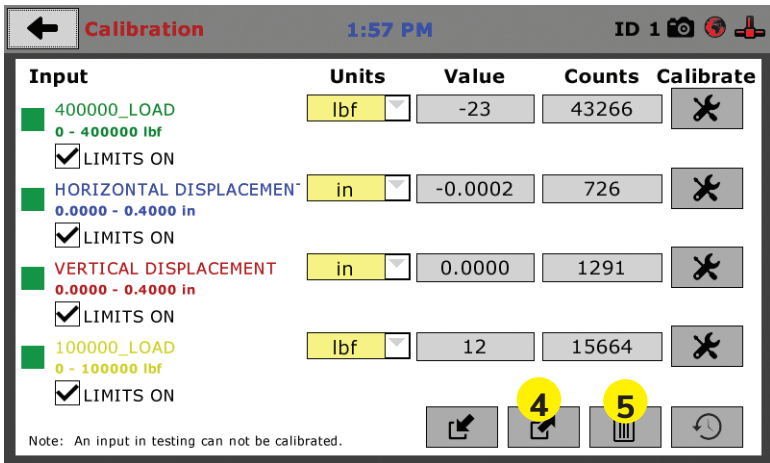 Calibration 1:57 PM ID 1
Input Units Value Counts Calibrate
400000_LOAD lbf -23 43266
0 - 400000 lbf
LIMITS ON
HORIZONTAL DISPLACEMEN in -0.0002 726
0.0000 - 0.4000 in
LIMITS ON
VERTICAL DISPLACEMENT in 0.0000 1291
0.0000 - 0.4000 in
LIMITS ON
100000_LOAD lbf 12 15664
0 - 100000 lbf
LIMITS ON
4 5
Note: An input in testing can not be calibrated.